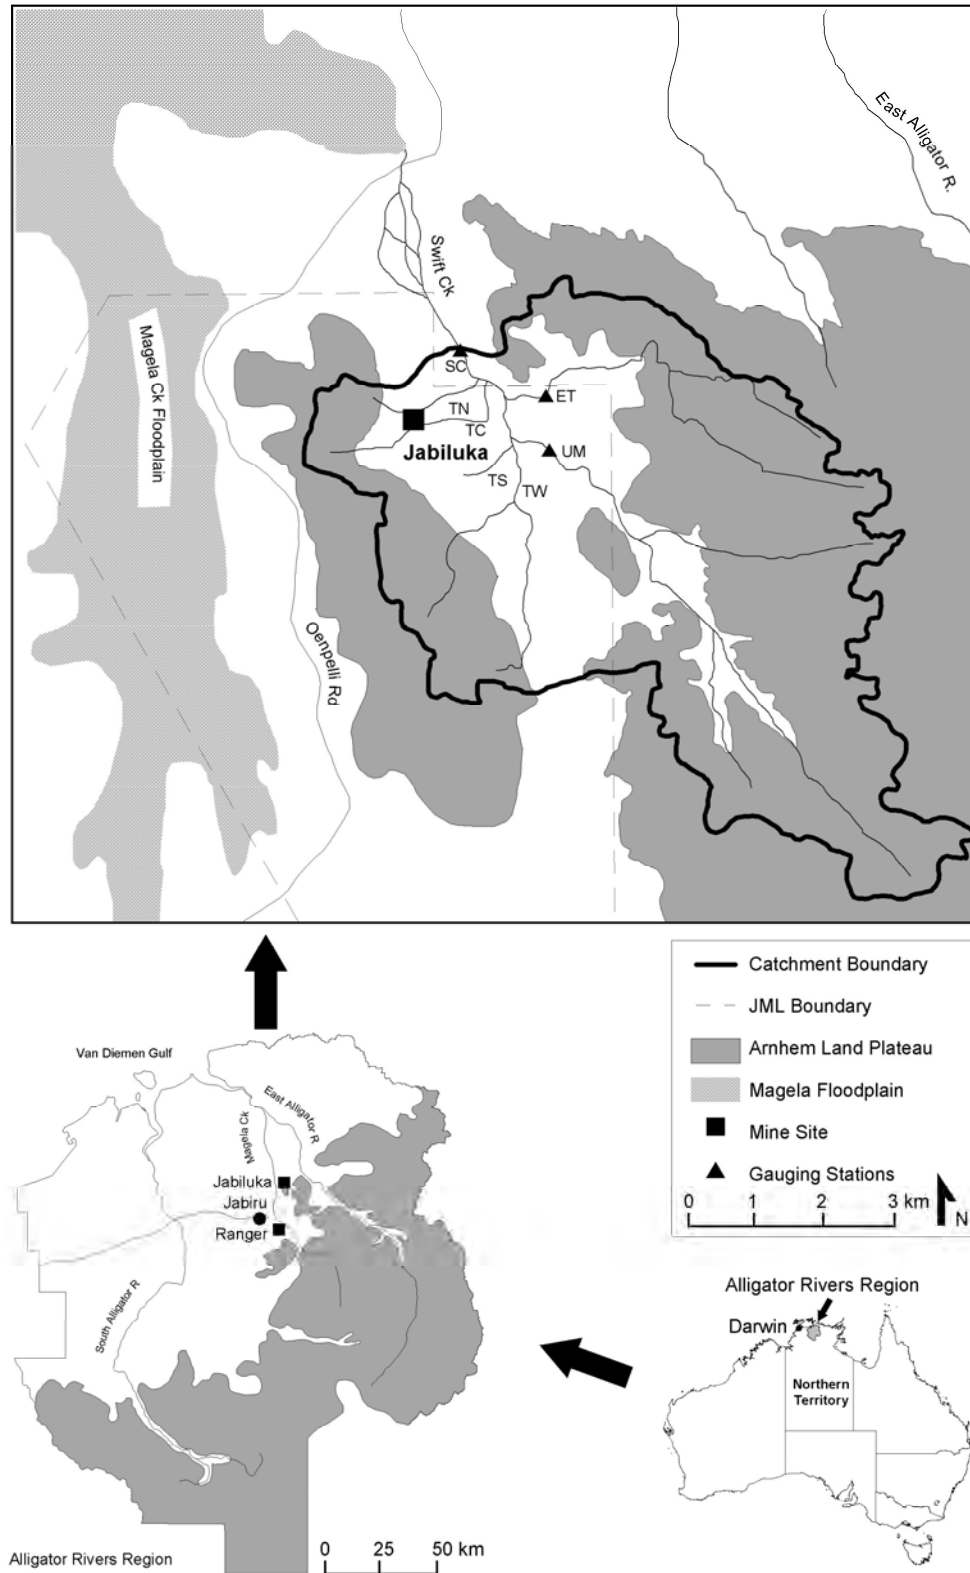 East Alligator R.
Swift Ck
Magela Ck Floodplain
SC
ET
TN
TC
Jabiluka
UM
TS
TW
Oenpelli Rd
Catchment Boundary
JML Boundary
Arnhem Land Plateau
Magela Floodplain
Mine Site
Gauging Stations
0 1 2 3 km
N
Van Diemen Gulf
East Alligator R
Magela Ck
Jabiluka
Jabiru
Ranger
South Alligator R
Alligator Rivers Region
0 25 50 km
Alligator Rivers Region
Darwin
Northern
Territory